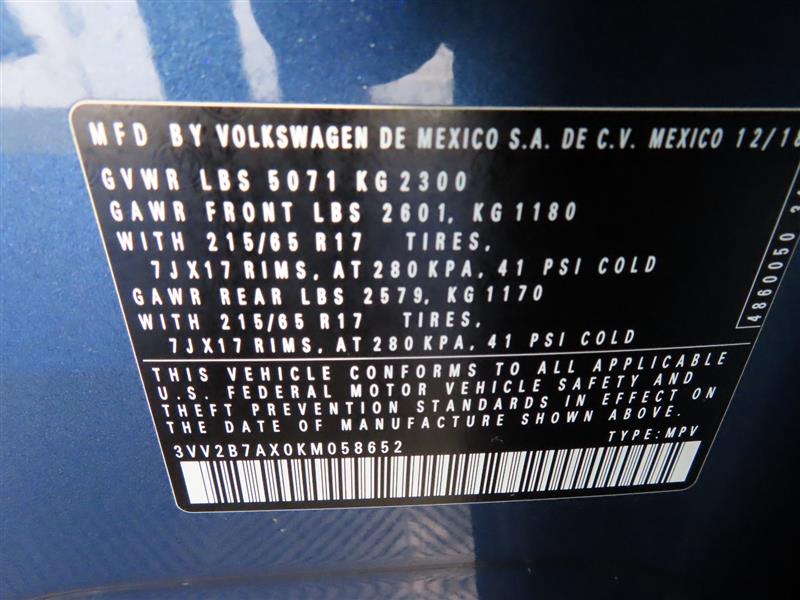 MFD BY VOLKSWAGEN DE MEXICO S.A. DE C.V. MEXICO 12/18
GVWR LBS 5071 KG 2300
GAWR FRONT LBS 2601, KG 1180
WITH 215/65 R17 TIRES,
7JX17 RIMS, AT 280 KPA, 41 PSI COLD
GAWR REAR LBS 2579, KG 1170
WITH 215/65 R17 TIRES,
7JX17 RIMS, AT 280 KPA, 41 PSI COLD
THIS VEHICLE CONFORMS TO ALL APPLICABLE
U.S. FEDERAL MOTOR VEHICLE SAFETY AND
THEFT PREVENTION STANDARDS IN EFFECT ON
THE DATE OF MANUFACTURE SHOWN ABOVE.
3VV2B7AX0KM058652 TYPE: MPV
4860050